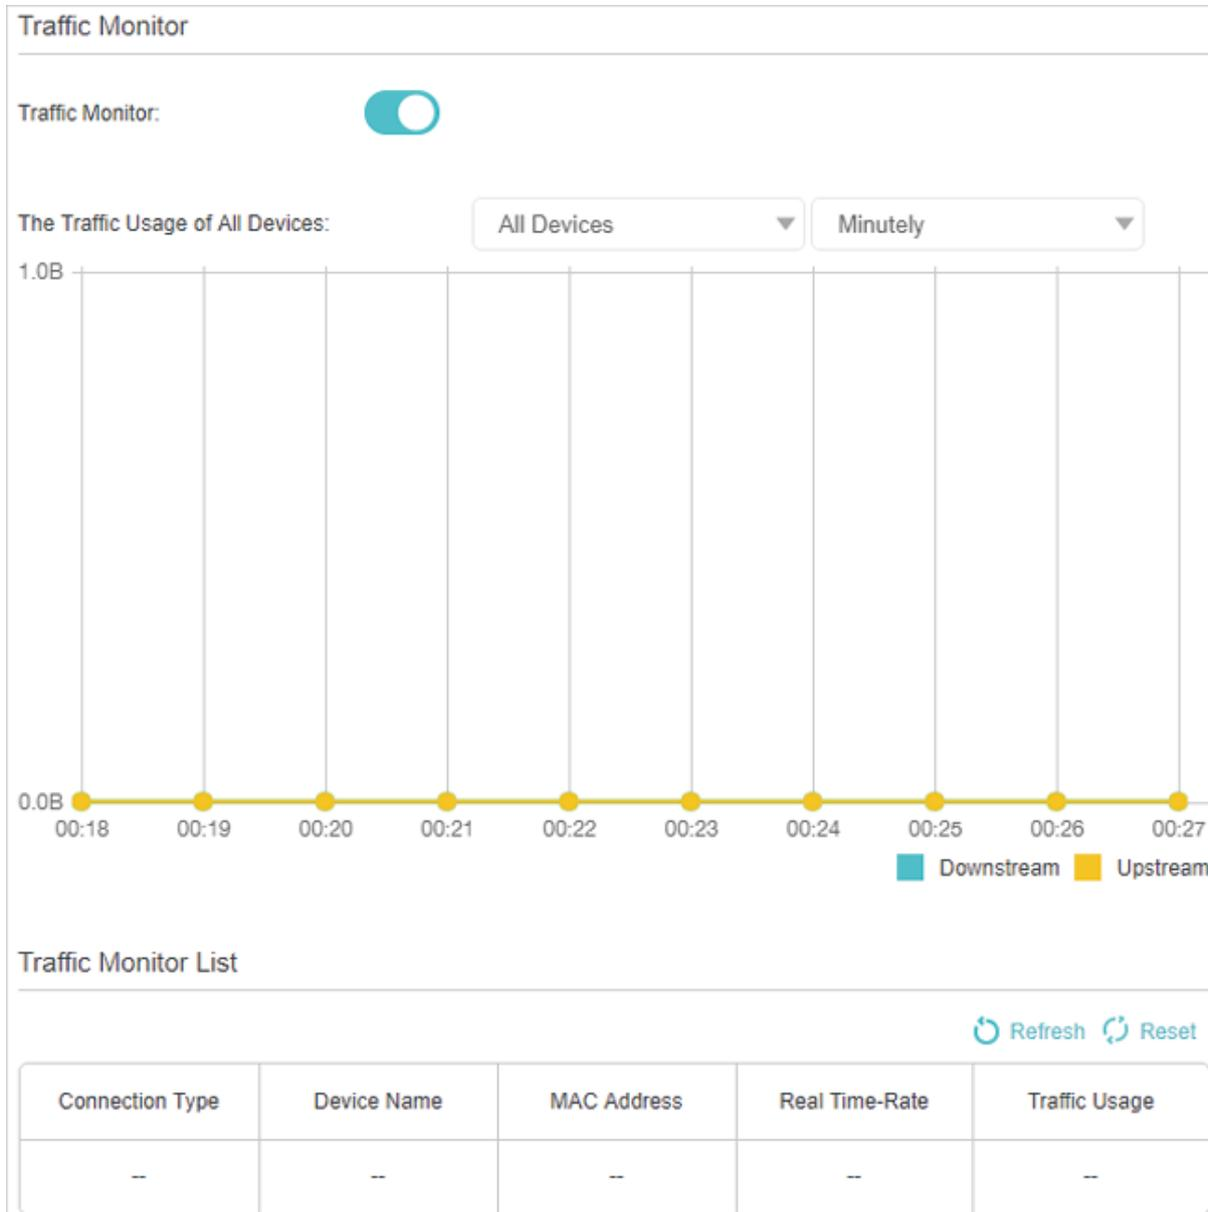 Traffic Monitor
Traffic Monitor:
The Traffic Usage of All Devices: All Devices Minutely
1.0B
0.0B
00:18 00:19 00:20 00:21 00:22 00:23 00:24 00:25 00:26 00:27
Downstream Upstream
Traffic Monitor List
Refresh Reset
Connection Type Device Name MAC Address Real Time-Rate Traffic Usage
-- -- -- -- --